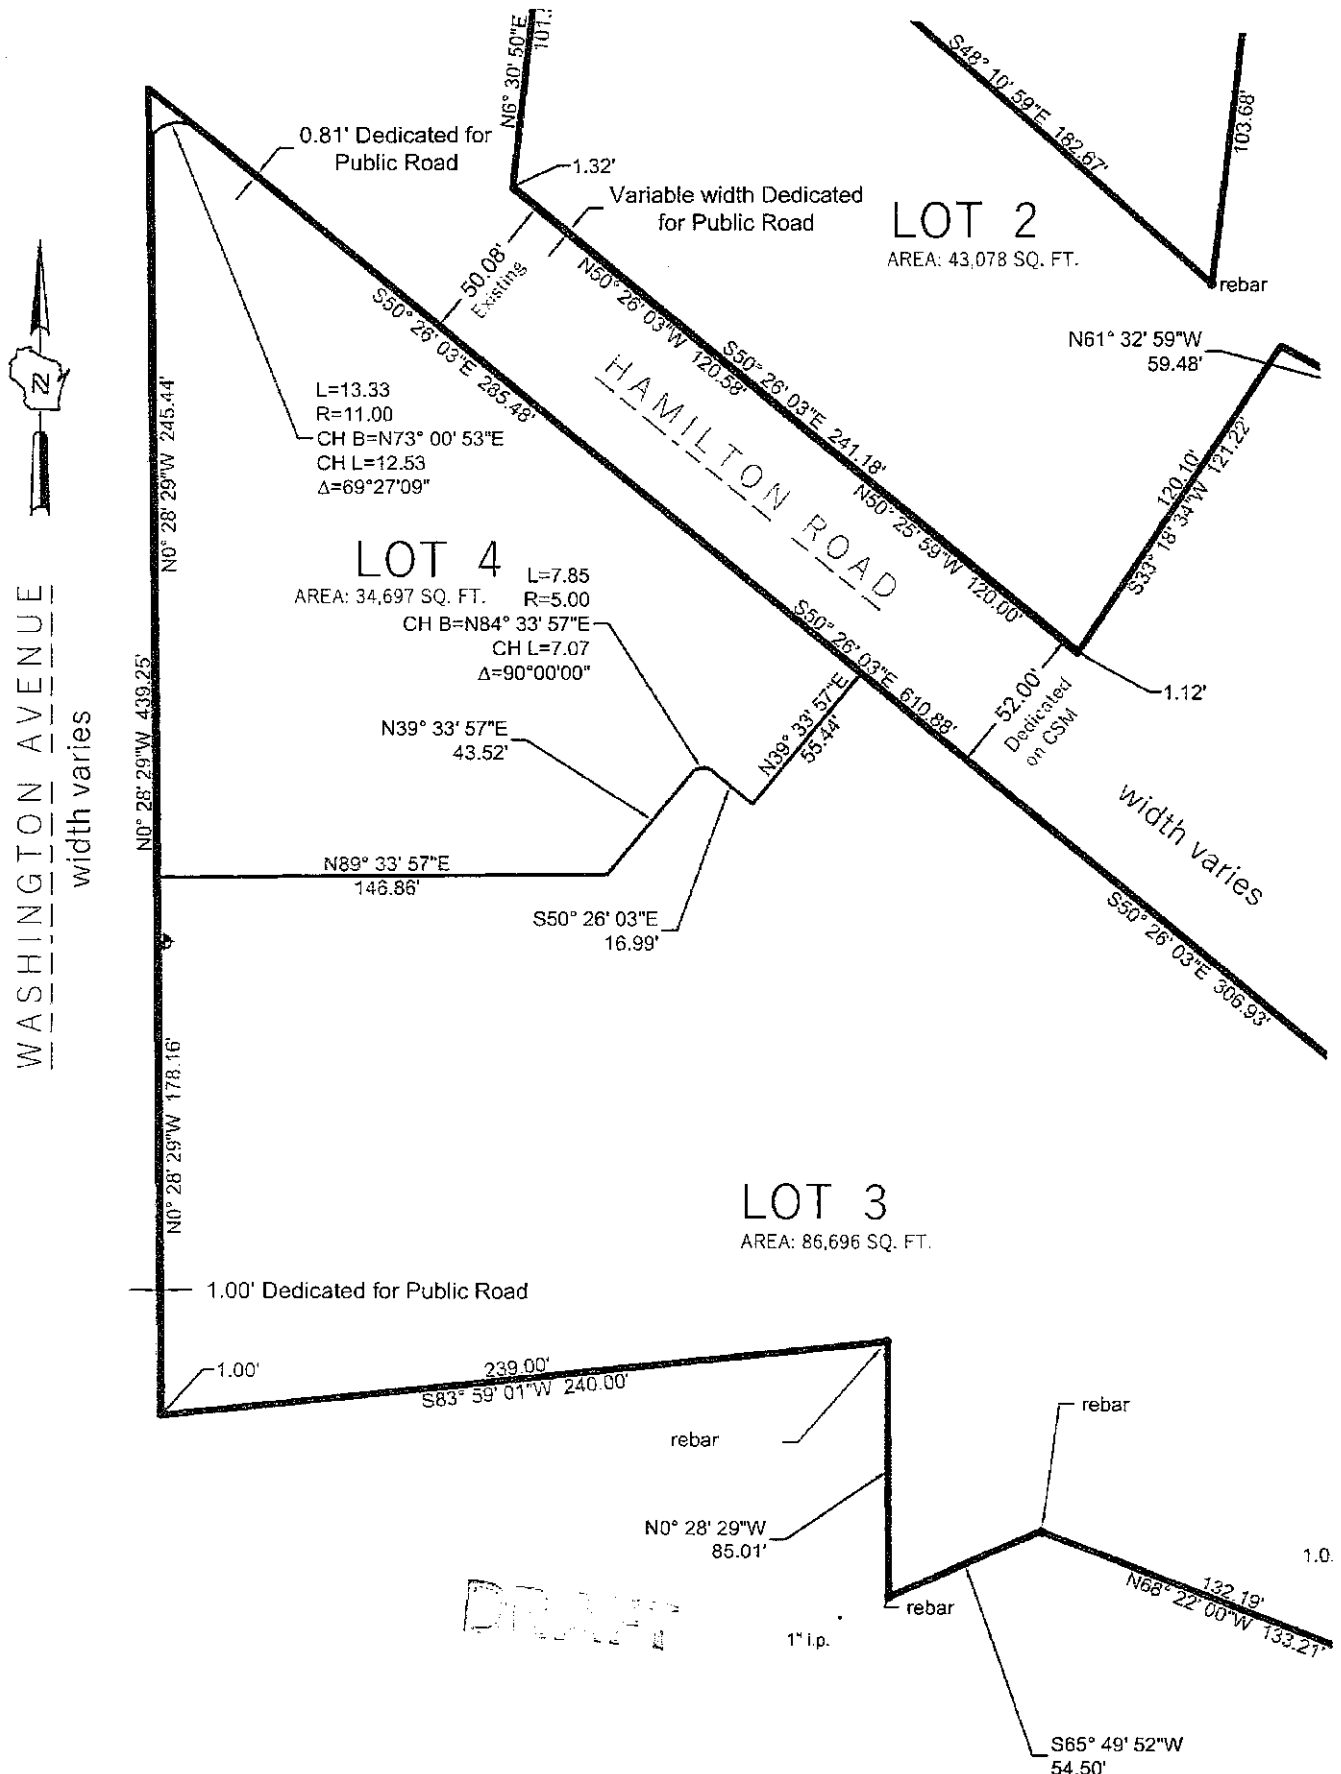 N6° 30' 50"E
S48° 10' 59"E 182.67'
103.68'
0.81' Dedicated for
Public Road
1.32'
Variable width Dedicated
for Public Road
LOT 2
AREA: 43,078 SQ. FT.
rebar
50.08'
Existing
N50° 26' 03"W 120.58'
S50° 26' 03"E 285.48'
N61° 32' 59"W
59.48'
S50° 26' 03"E 241.18'
HAMILTON ROAD
N
N0° 28' 29"W 245.44'
L=13.33
R=11.00
CH B=N73° 00' 53"E
CH L=12.53
Δ=69°27'09"
120.10'
S33° 18' 34"W 121.22'
N50° 25' 59"W 120.00'
LOT 4
AREA: 34,697 SQ. FT.
L=7.85
R=5.00
CH B=N84° 33' 57"E
CH L=7.07
Δ=90°00'00"
S50° 26' 03"E 610.88'
1.12'
52.00'
Dedicated
on CSM
WASHINGTON AVENUE
width varies
N0° 28' 29"W 439.25'
N39° 33' 57"E
43.52'
N39° 33' 57"E
55.44'
width varies
N89° 33' 57"E
146.86'
S50° 26' 03"E
16.99'
S50° 26' 03"E 306.93'
N0° 28' 29"W 178.16'
LOT 3
AREA: 86,696 SQ. FT.
1.00' Dedicated for Public Road
1.00'
239.00'
S83° 59' 01"W 240.00'
rebar
rebar
N0° 28' 29"W
85.01'
132.19'
N68° 22' 00"W 133.21'
rebar
DRAFT
1" i.p.
S65° 49' 52"W
54.50'